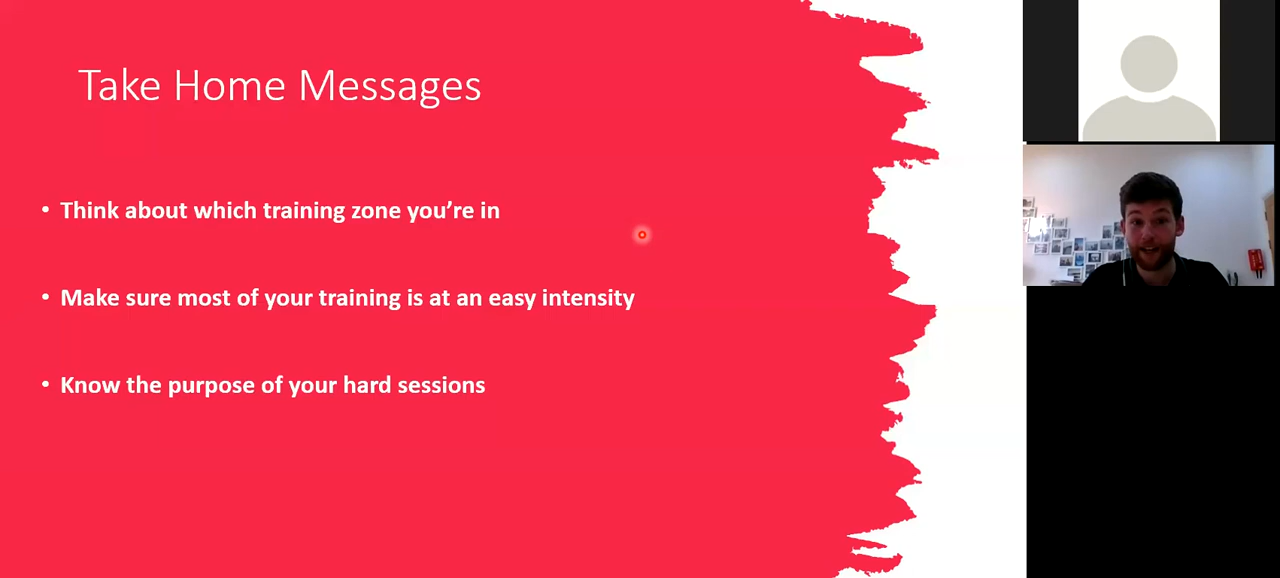 Take Home Messages
• Think about which training zone you’re in
• Make sure most of your training is at an easy intensity
• Know the purpose of your hard sessions